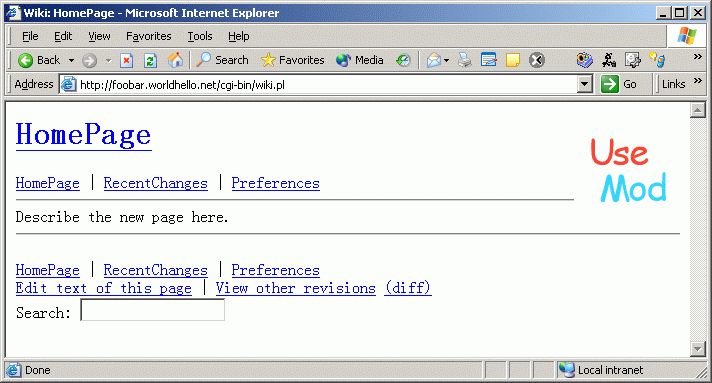 Wiki: HomePage - Microsoft Internet Explorer
File Edit View Favorites Tools Help
Back Search Favorites Media
Address http://foobar.worldhello.net/cgi-bin/wiki.pl Go Links
HomePage
Use
Mod
HomePage | RecentChanges | Preferences
Describe the new page here.
HomePage | RecentChanges | Preferences
Edit text of this page | View other revisions (diff)
Search:
Done Local intranet